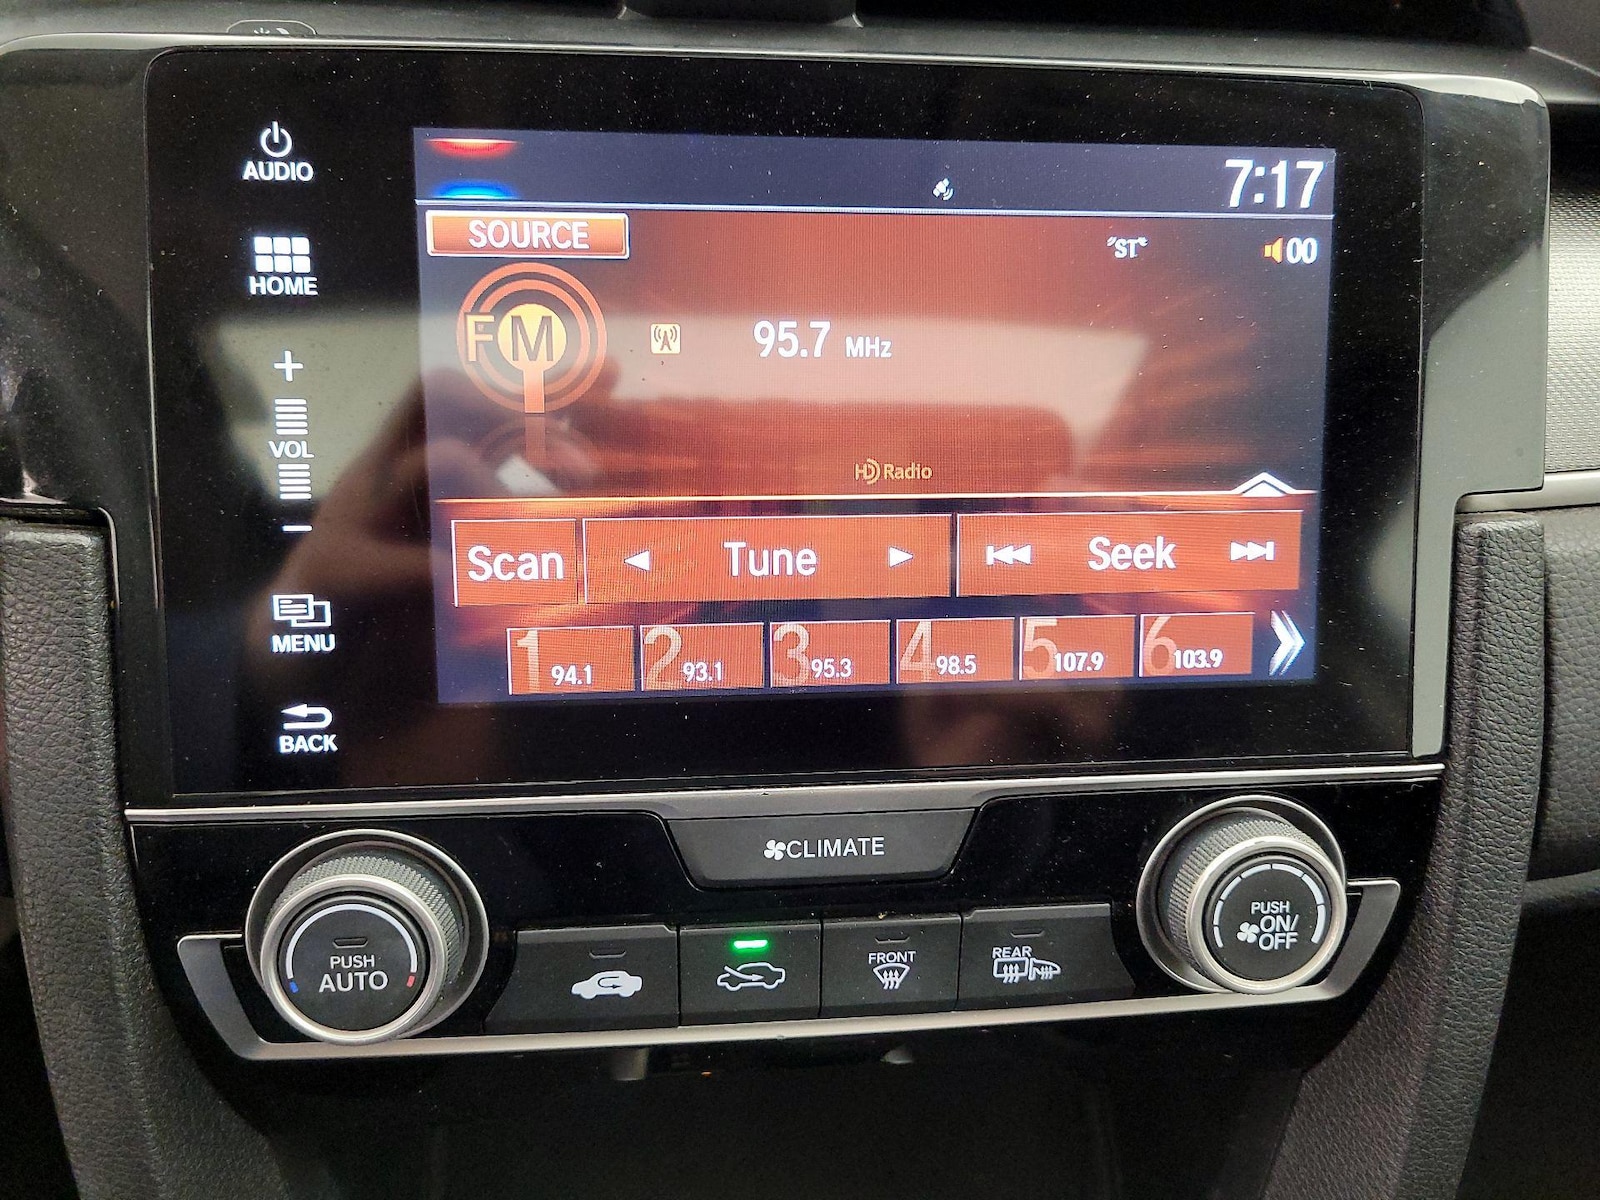 AUDIO
HOME
+
VOL
−
MENU
BACK
7:17
SOURCE
"ST"
00
FM
95.7 MHz
HD Radio
Scan
Tune
Seek
1 94.1
2 93.1
3 95.3
4 98.5
5 107.9
6 103.9
CLIMATE
PUSH
AUTO
FRONT
REAR
PUSH
ON/
OFF